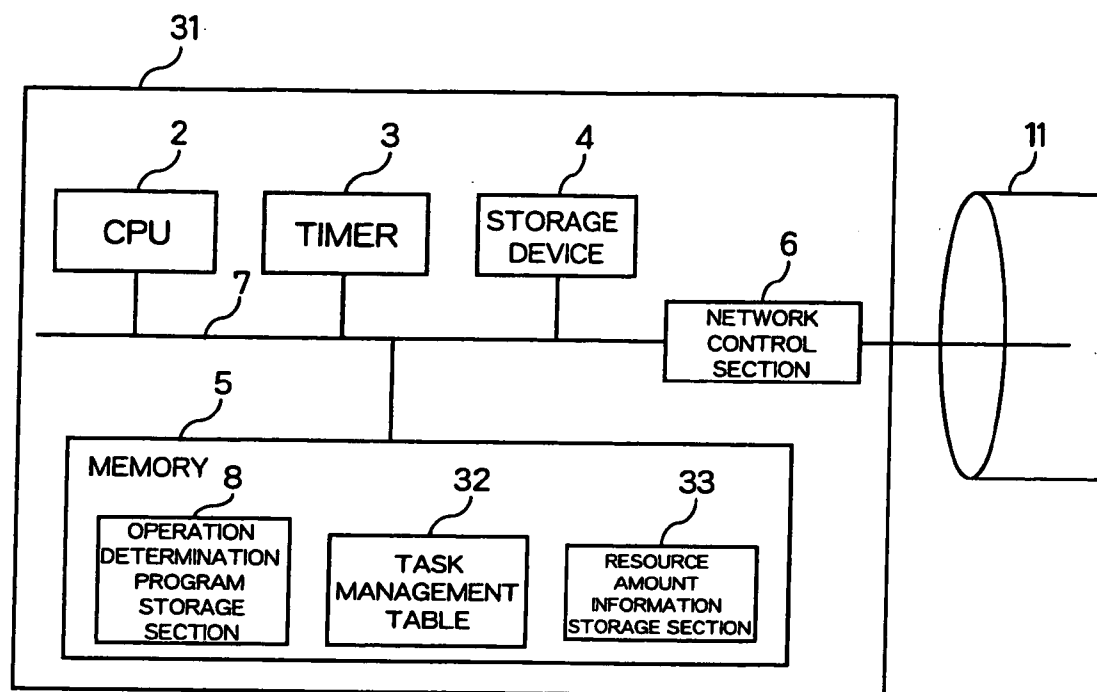 31
2
3
4
11
CPU
TIMER
STORAGE
DEVICE
7
6
NETWORK
CONTROL
SECTION
5
MEMORY
8
32
33
OPERATION
DETERMINATION
PROGRAM
STORAGE
SECTION
TASK
MANAGEMENT
TABLE
RESOURCE
AMOUNT
INFORMATION
STORAGE SECTION